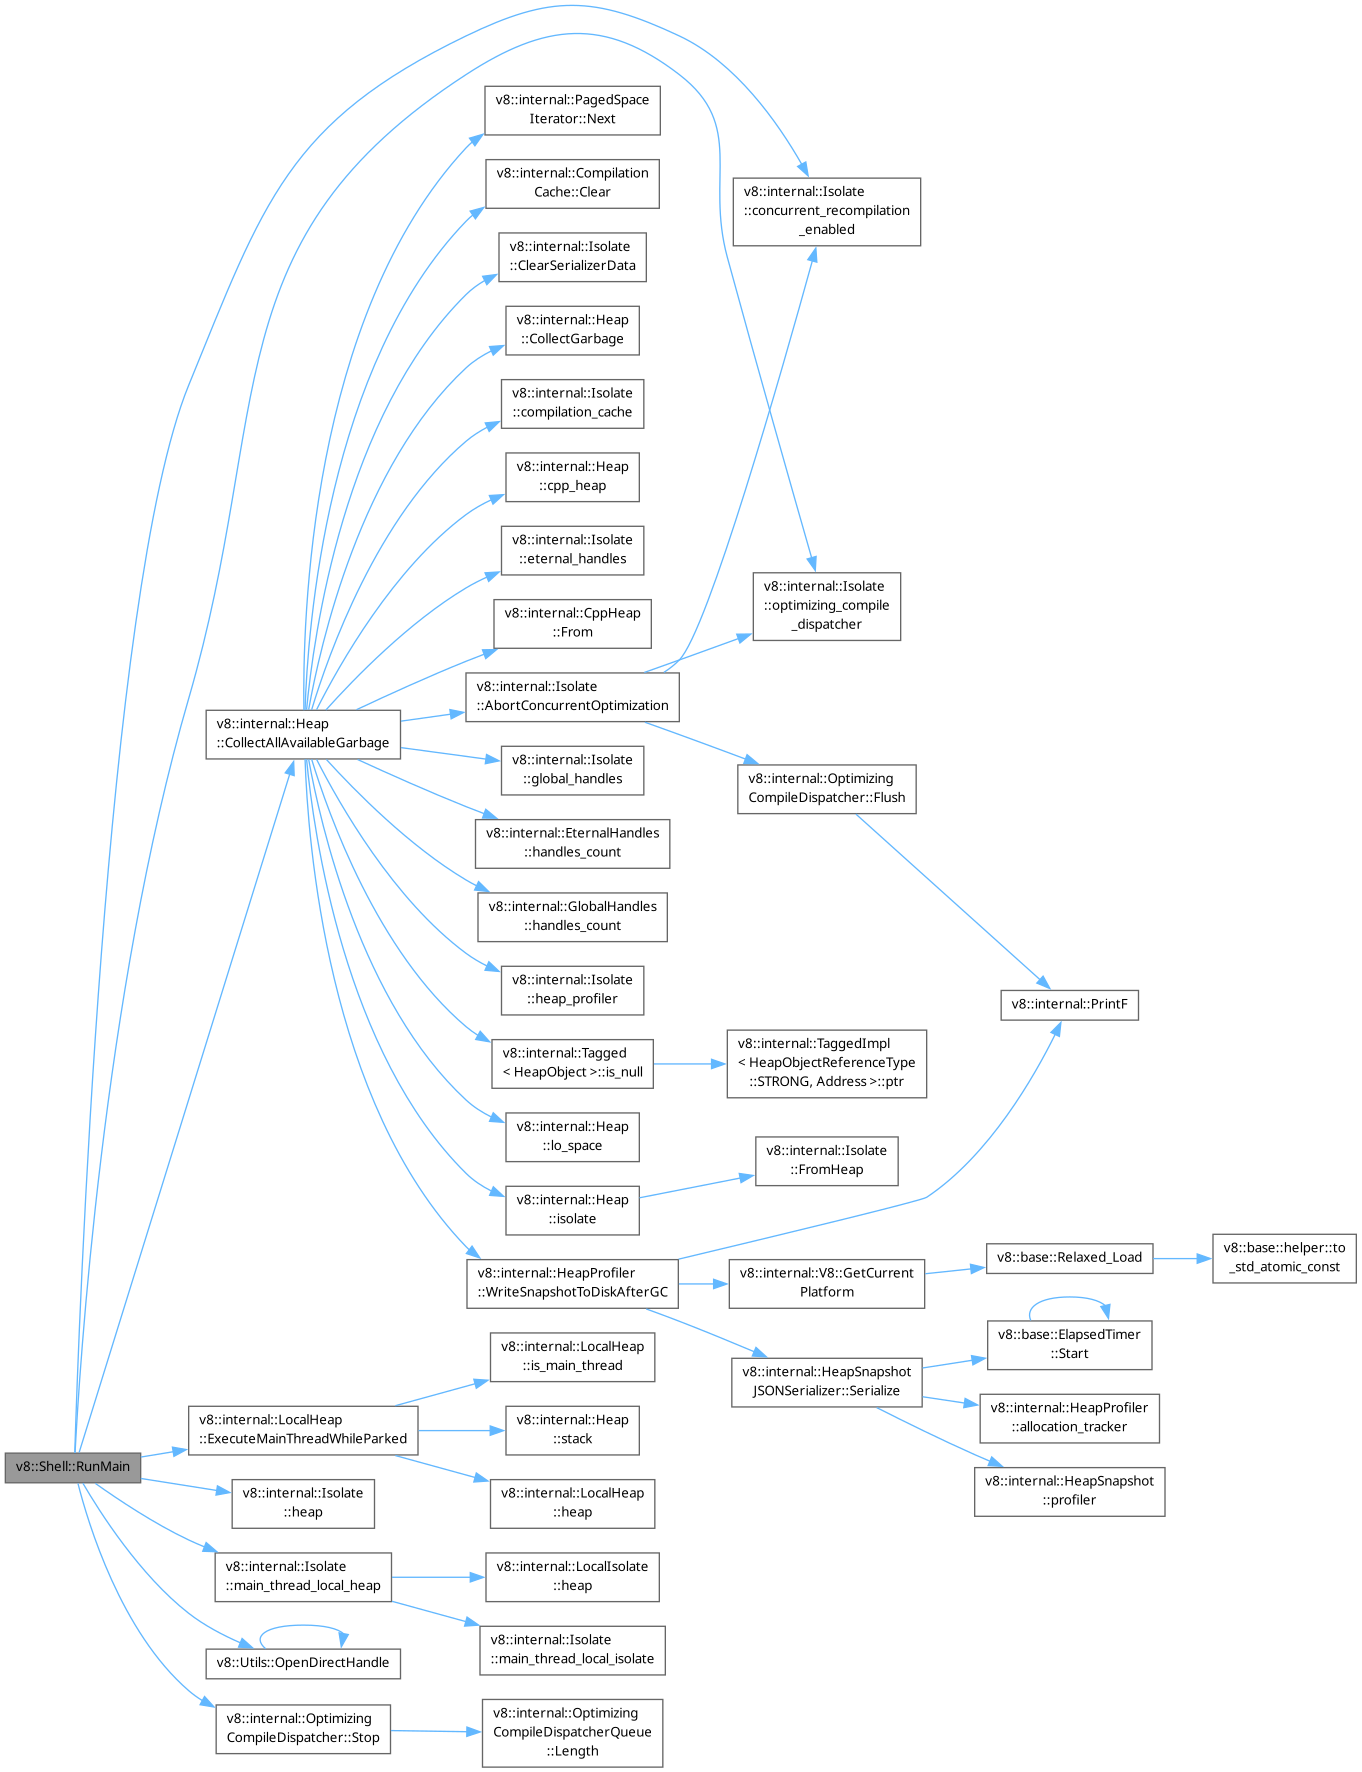 v8::internal::PagedSpace
Iterator::Next
v8::internal::Compilation
Cache::Clear
v8::internal::Isolate
::concurrent_recompilation
_enabled
v8::internal::Isolate
::ClearSerializerData
v8::internal::Heap
::CollectGarbage
v8::internal::Isolate
::compilation_cache
v8::internal::Heap
::cpp_heap
v8::internal::Isolate
::eternal_handles
v8::internal::Isolate
::optimizing_compile
_dispatcher
v8::internal::CppHeap
::From
v8::internal::Isolate
::AbortConcurrentOptimization
v8::internal::Heap
::CollectAllAvailableGarbage
v8::internal::Isolate
::global_handles
v8::internal::Optimizing
CompileDispatcher::Flush
v8::internal::EternalHandles
::handles_count
v8::internal::GlobalHandles
::handles_count
v8::internal::Isolate
::heap_profiler
v8::internal::PrintF
v8::internal::Tagged
< HeapObject >::is_null
v8::internal::TaggedImpl
< HeapObjectReferenceType
::STRONG, Address >::ptr
v8::internal::Heap
::lo_space
v8::internal::Isolate
::FromHeap
v8::internal::Heap
::isolate
v8::internal::HeapProfiler
::WriteSnapshotToDiskAfterGC
v8::internal::V8::GetCurrent
Platform
v8::base::Relaxed_Load
v8::base::helper::to
_std_atomic_const
v8::base::ElapsedTimer
::Start
v8::internal::LocalHeap
::is_main_thread
v8::internal::HeapSnapshot
JSONSerializer::Serialize
v8::internal::HeapProfiler
::allocation_tracker
v8::internal::LocalHeap
::ExecuteMainThreadWhileParked
v8::internal::Heap
::stack
v8::Shell::RunMain
v8::internal::Isolate
::heap
v8::internal::LocalHeap
::heap
v8::internal::HeapSnapshot
::profiler
v8::internal::Isolate
::main_thread_local_heap
v8::internal::LocalIsolate
::heap
v8::internal::Isolate
::main_thread_local_isolate
v8::Utils::OpenDirectHandle
v8::internal::Optimizing
CompileDispatcher::Stop
v8::internal::Optimizing
CompileDispatcherQueue
::Length